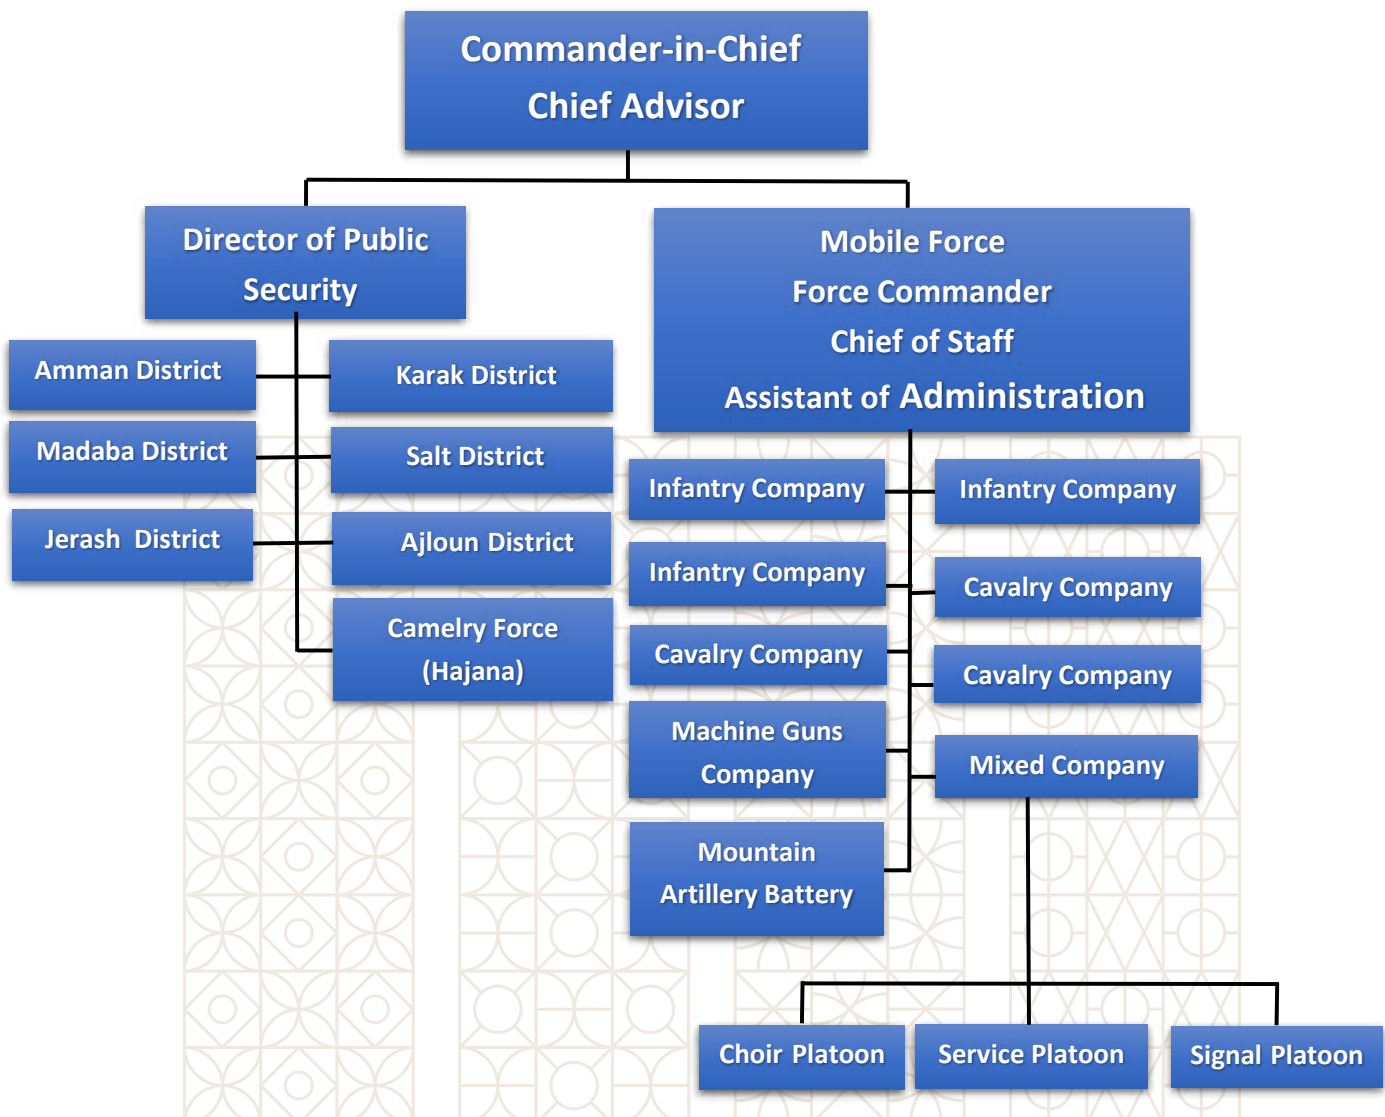 Commander-in-Chief
Chief Advisor
Director of Public
Security
Mobile Force
Force Commander
Chief of Staff
Assistant of Administration
Amman District
Karak District
Madaba District
Salt District
Jerash District
Ajloun District
Camelry Force
(Hajana)
Infantry Company
Infantry Company
Infantry Company
Cavalry Company
Cavalry Company
Cavalry Company
Machine Guns
Company
Mixed Company
Mountain
Artillery Battery
Choir Platoon
Service Platoon
Signal Platoon